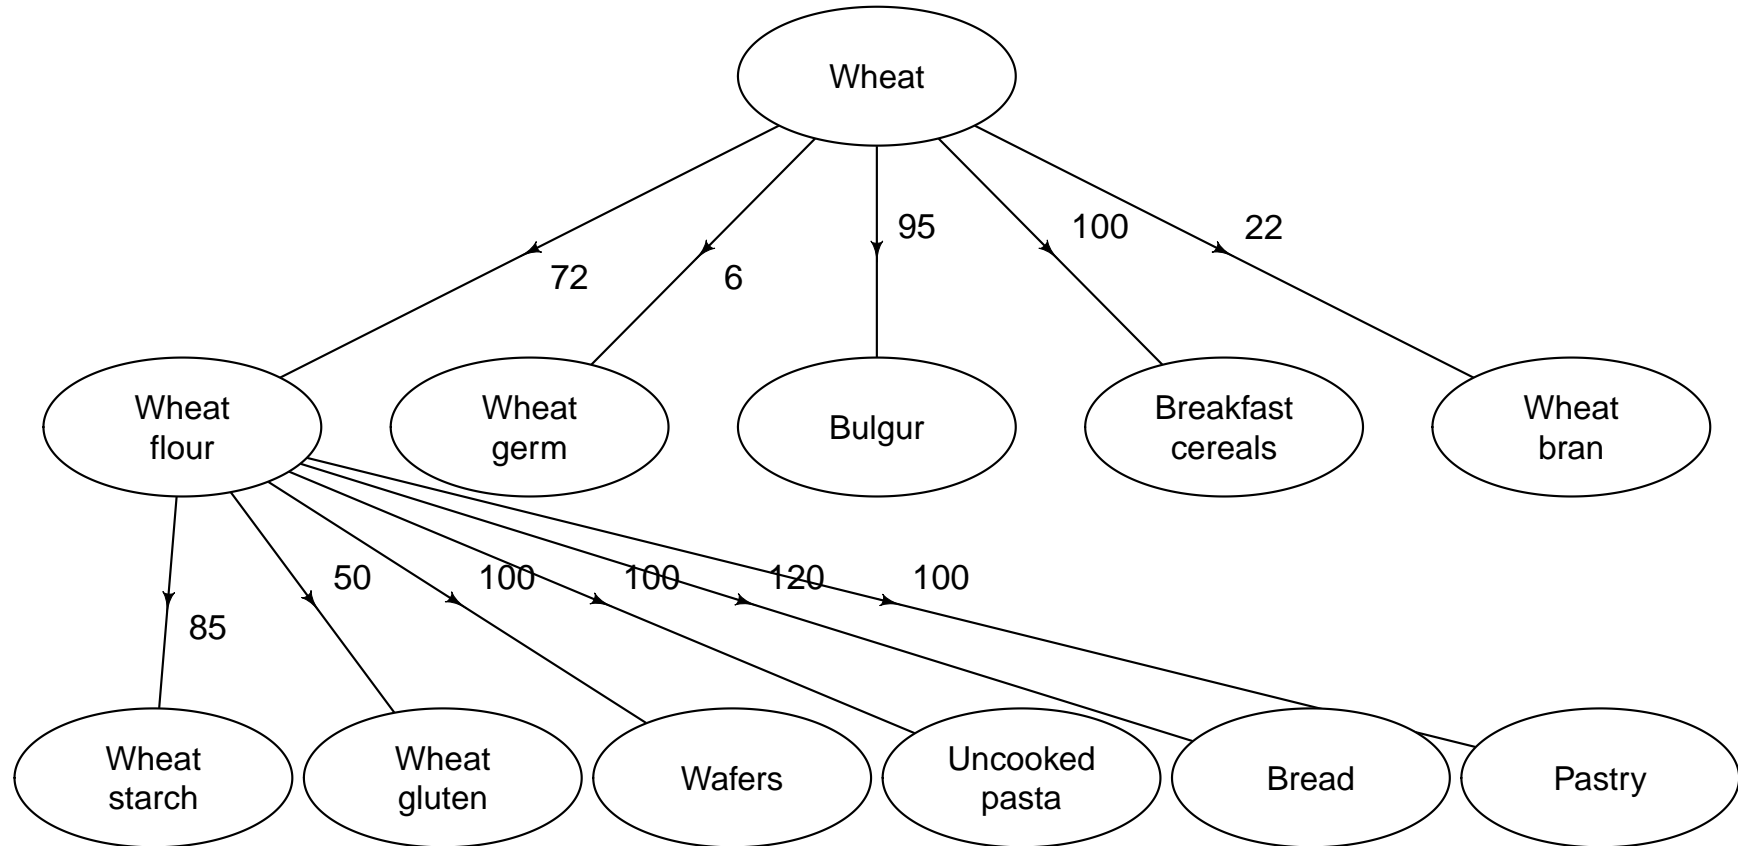 Wheat
95
100
22
72
6
Wheat
flour
Wheat
germ
Bulgur
Breakfast
cereals
Wheat
bran
50
100
100
120
100
85
Wheat
starch
Wheat
gluten
Wafers
Uncooked
pasta
Bread
Pastry